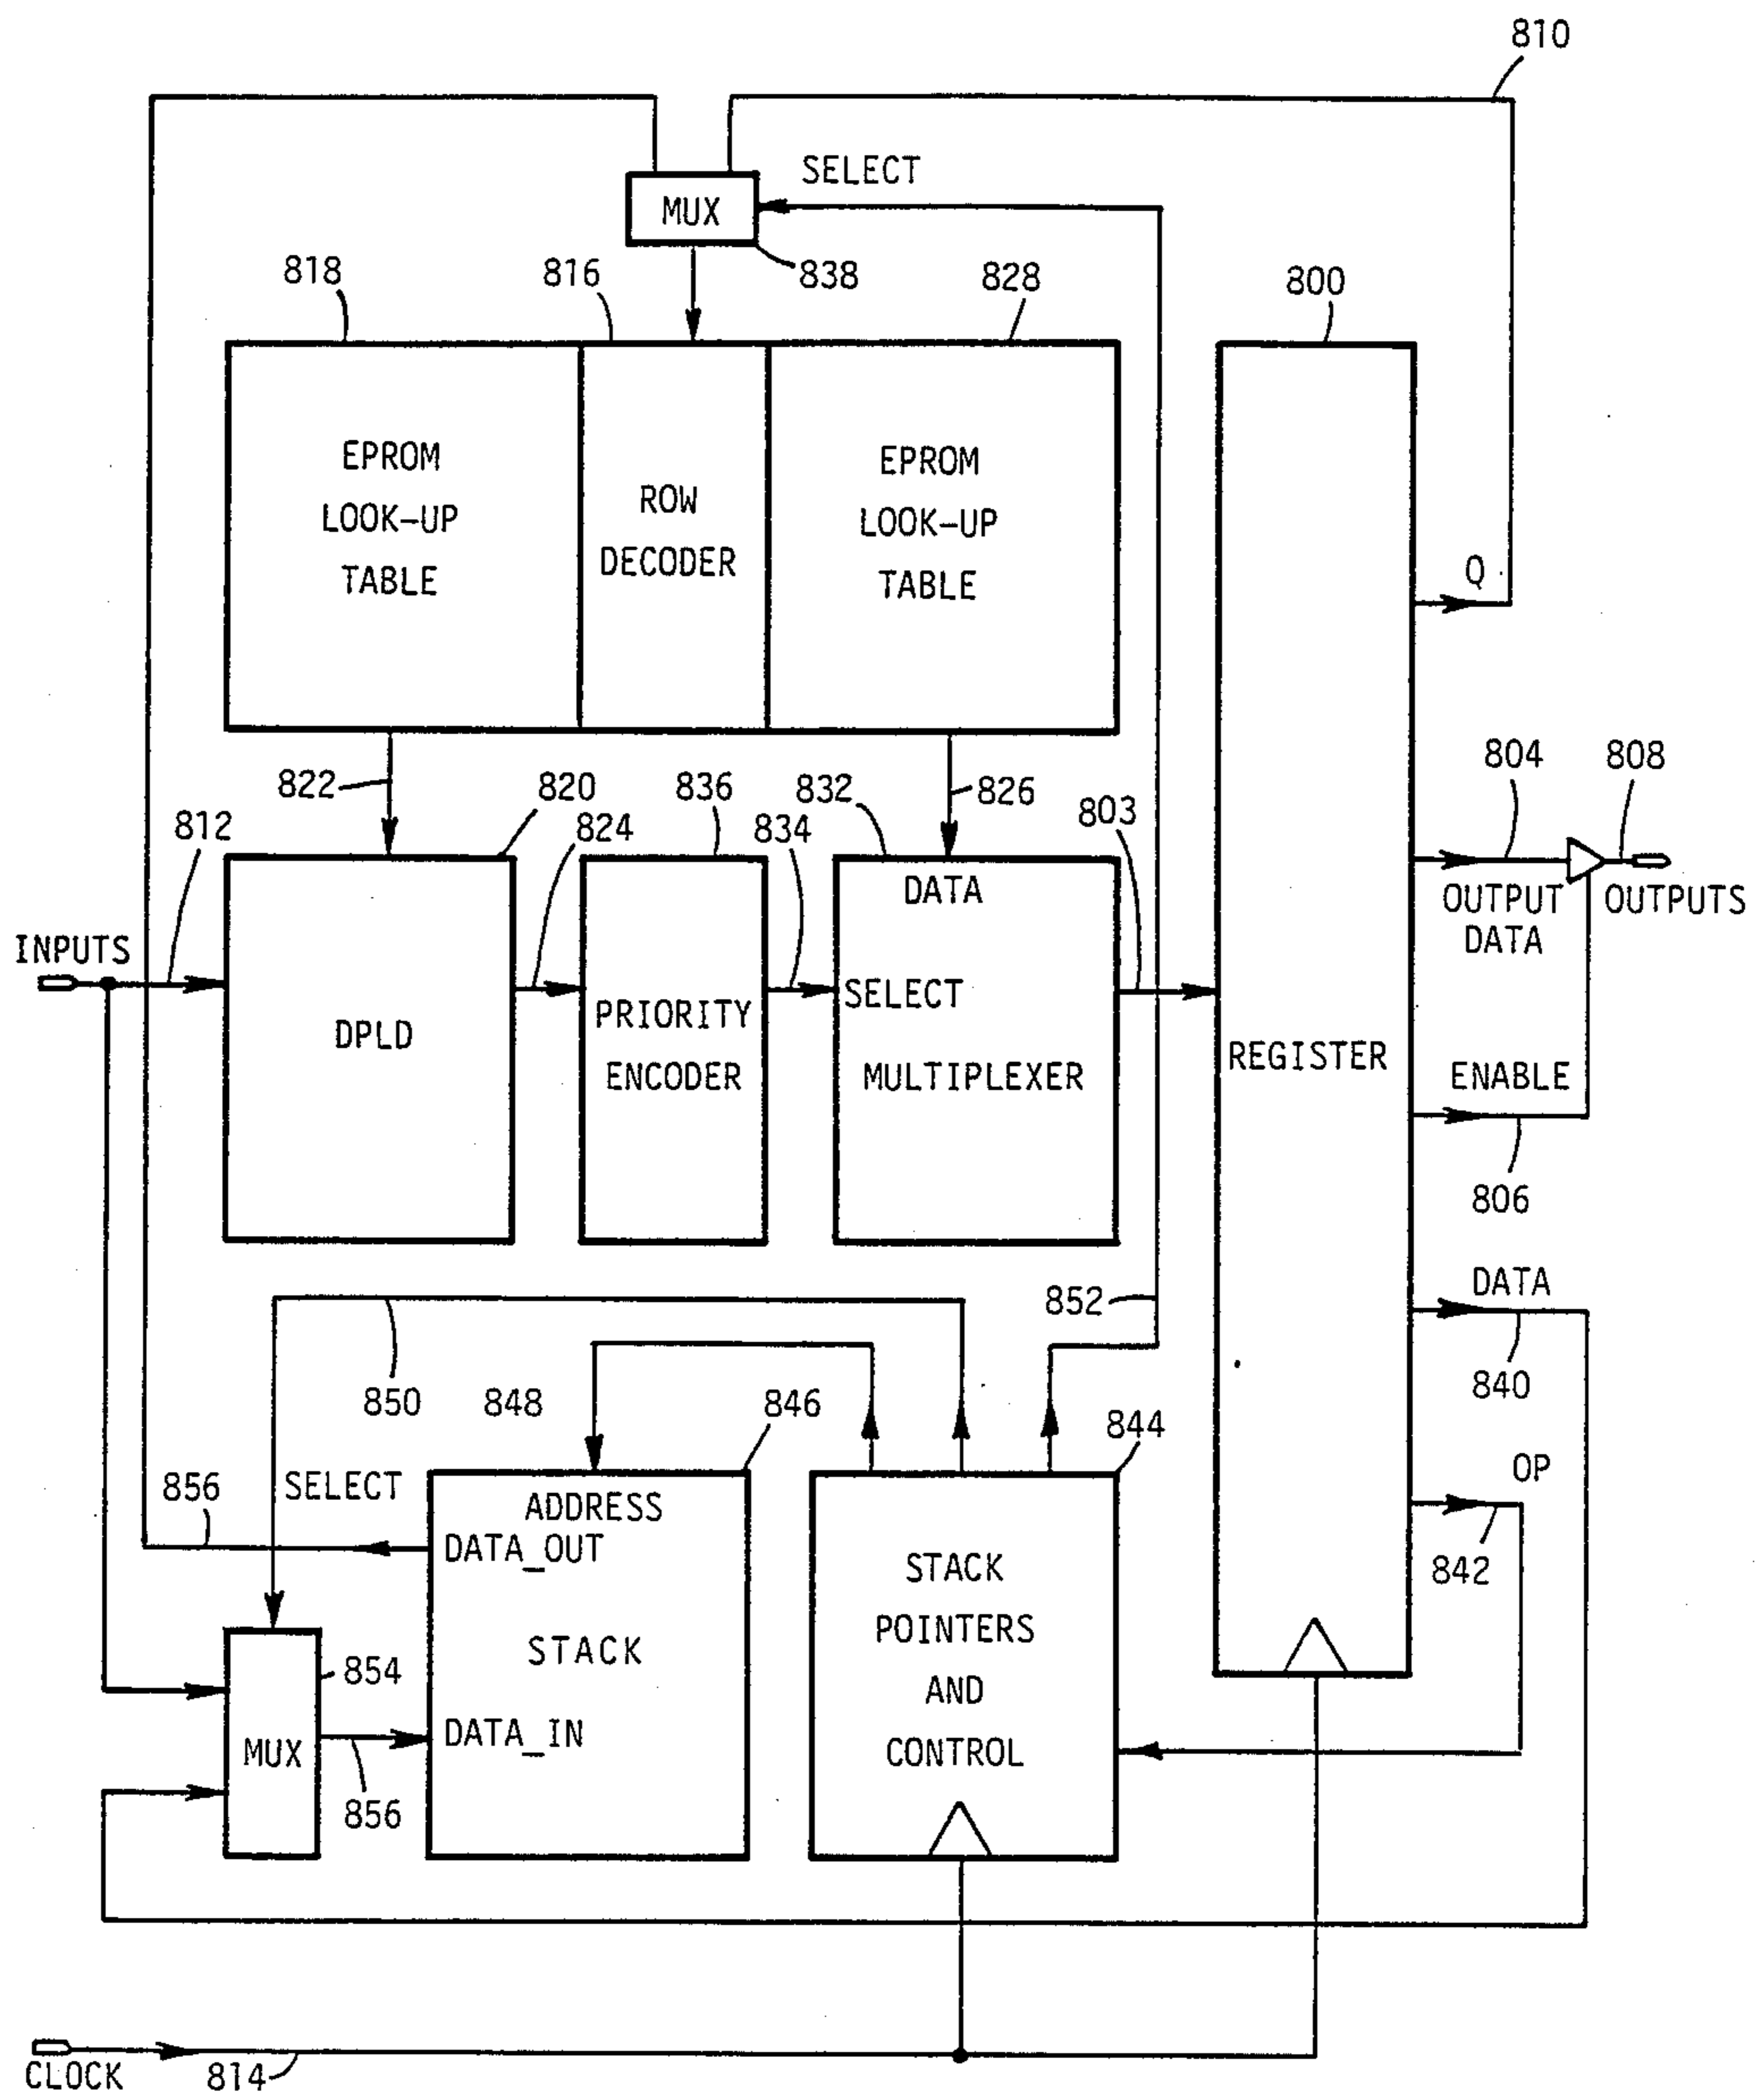 810
SELECT
MUX
838
818
816
828
800
EPROM
LOOK-UP
TABLE
ROW
DECODER
EPROM
LOOK-UP
TABLE
Q
822
820
836
832
826
803
804
808
812
824
834
DATA
OUTPUT
DATA
OUTPUTS
INPUTS
SELECT
DPLD
PRIORITY
ENCODER
MULTIPLEXER
REGISTER
ENABLE
806
852
DATA
840
850
848
846
844
OP
856
SELECT
ADDRESS
DATA_OUT
842
STACK
POINTERS
AND
CONTROL
STACK
854
MUX
DATA_IN
856
CLOCK
814